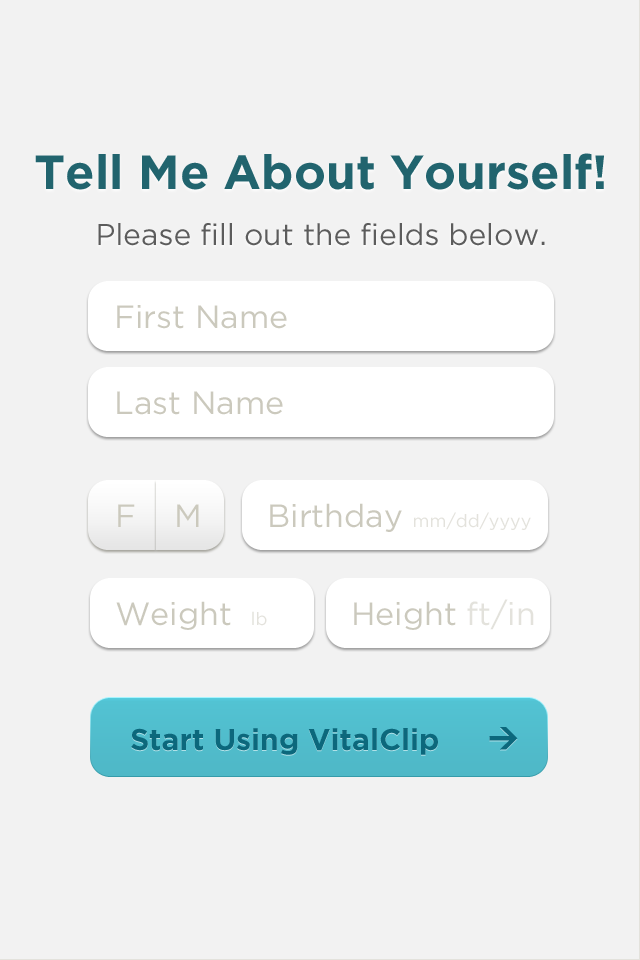 Tell Me About Yourself!
Please fill out the fields below.
First Name
Last Name
F M Birthday mm/dd/yyyy
Weight lb Height ft/in
Start Using VitalClip →